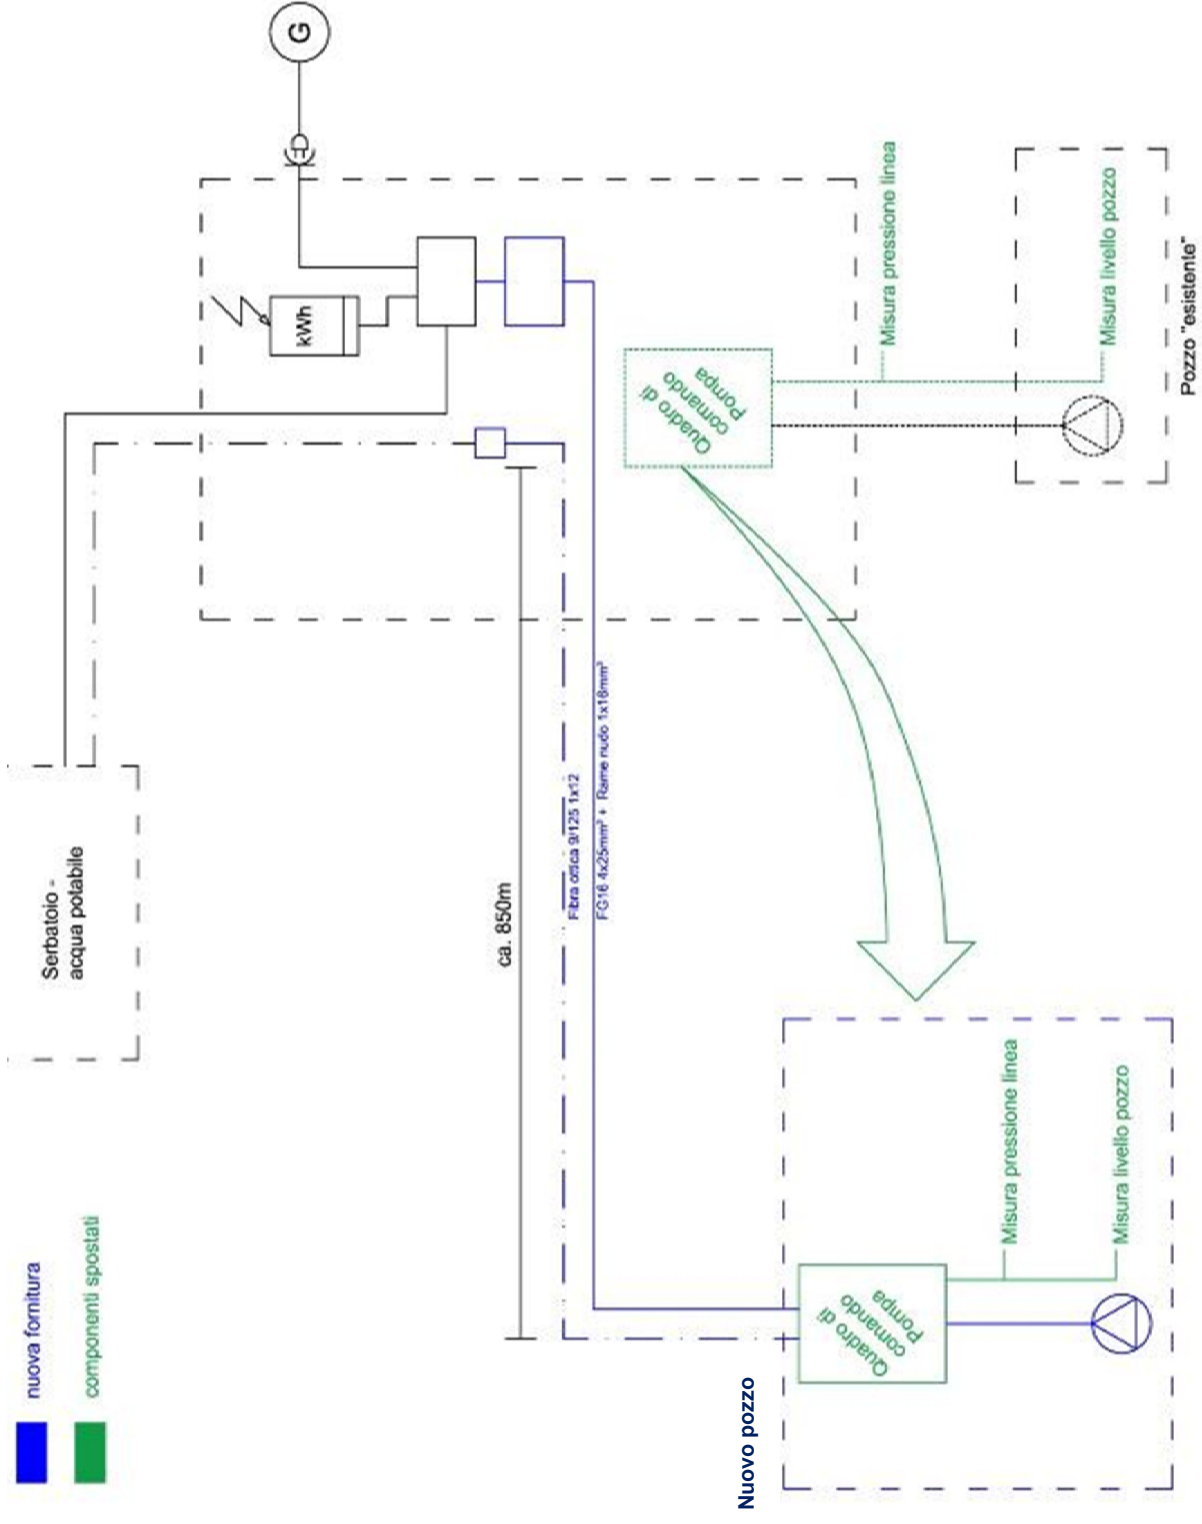 nuova fornitura
componenti spostati
Serbatoio -
acqua potabile
G
kWh
ca. 850m
Fibra ottica 9/125 1x12
FG16 4x25mm² + Rame nudo 1x16mm²
Quadro di
comando
Pompa
Misura pressione linea
Misura livello pozzo
Pozzo "esistente"
Nuovo pozzo
Quadro di
comando
Pompa
Misura pressione linea
Misura livello pozzo